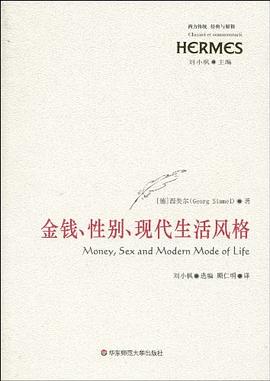 西方传统 经典与解释
Classici et commentarii
HERMES
刘小枫●主编
[德]西美尔(Georg Simmel)●著
金钱、性别、现代生活风格
Money, Sex and Modern Mode of Life
刘小枫●选编 顾仁明●译
华东师范大学出版社